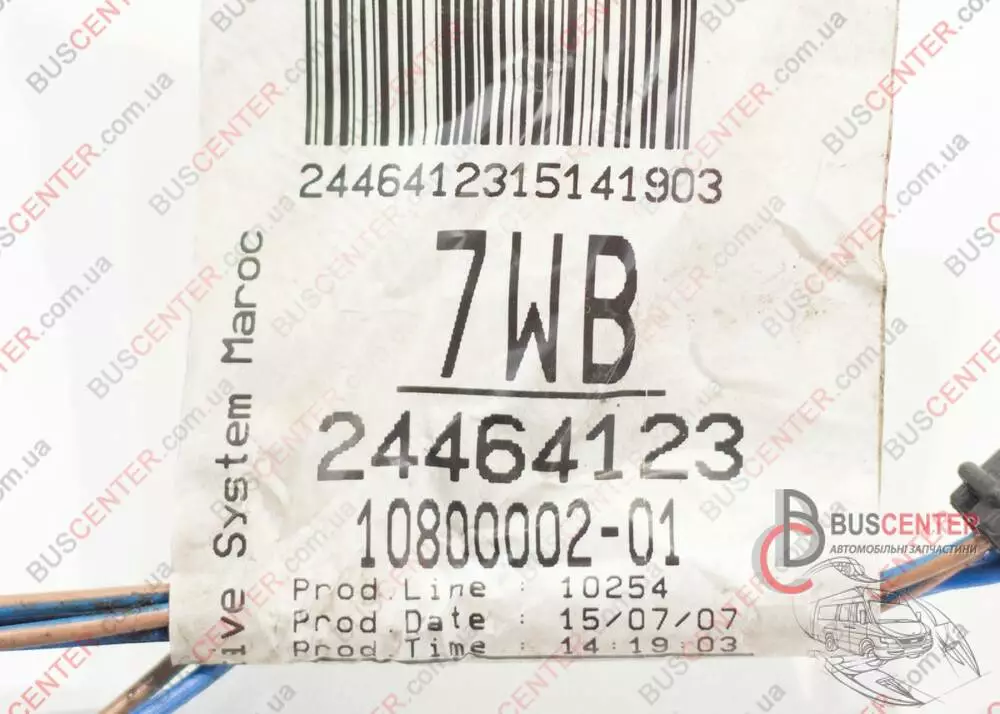 2446412315141903
7WB
24464123
10800002-01
Prod.Line : 10254
Prod.Date : 15/07/07
Prod.Time : 14:19:03
ive System Maroc
BUSCENTER
АВТОМОБІЛЬНІ ЗАПЧАСТИНИ
BUSCENTER.com.ua